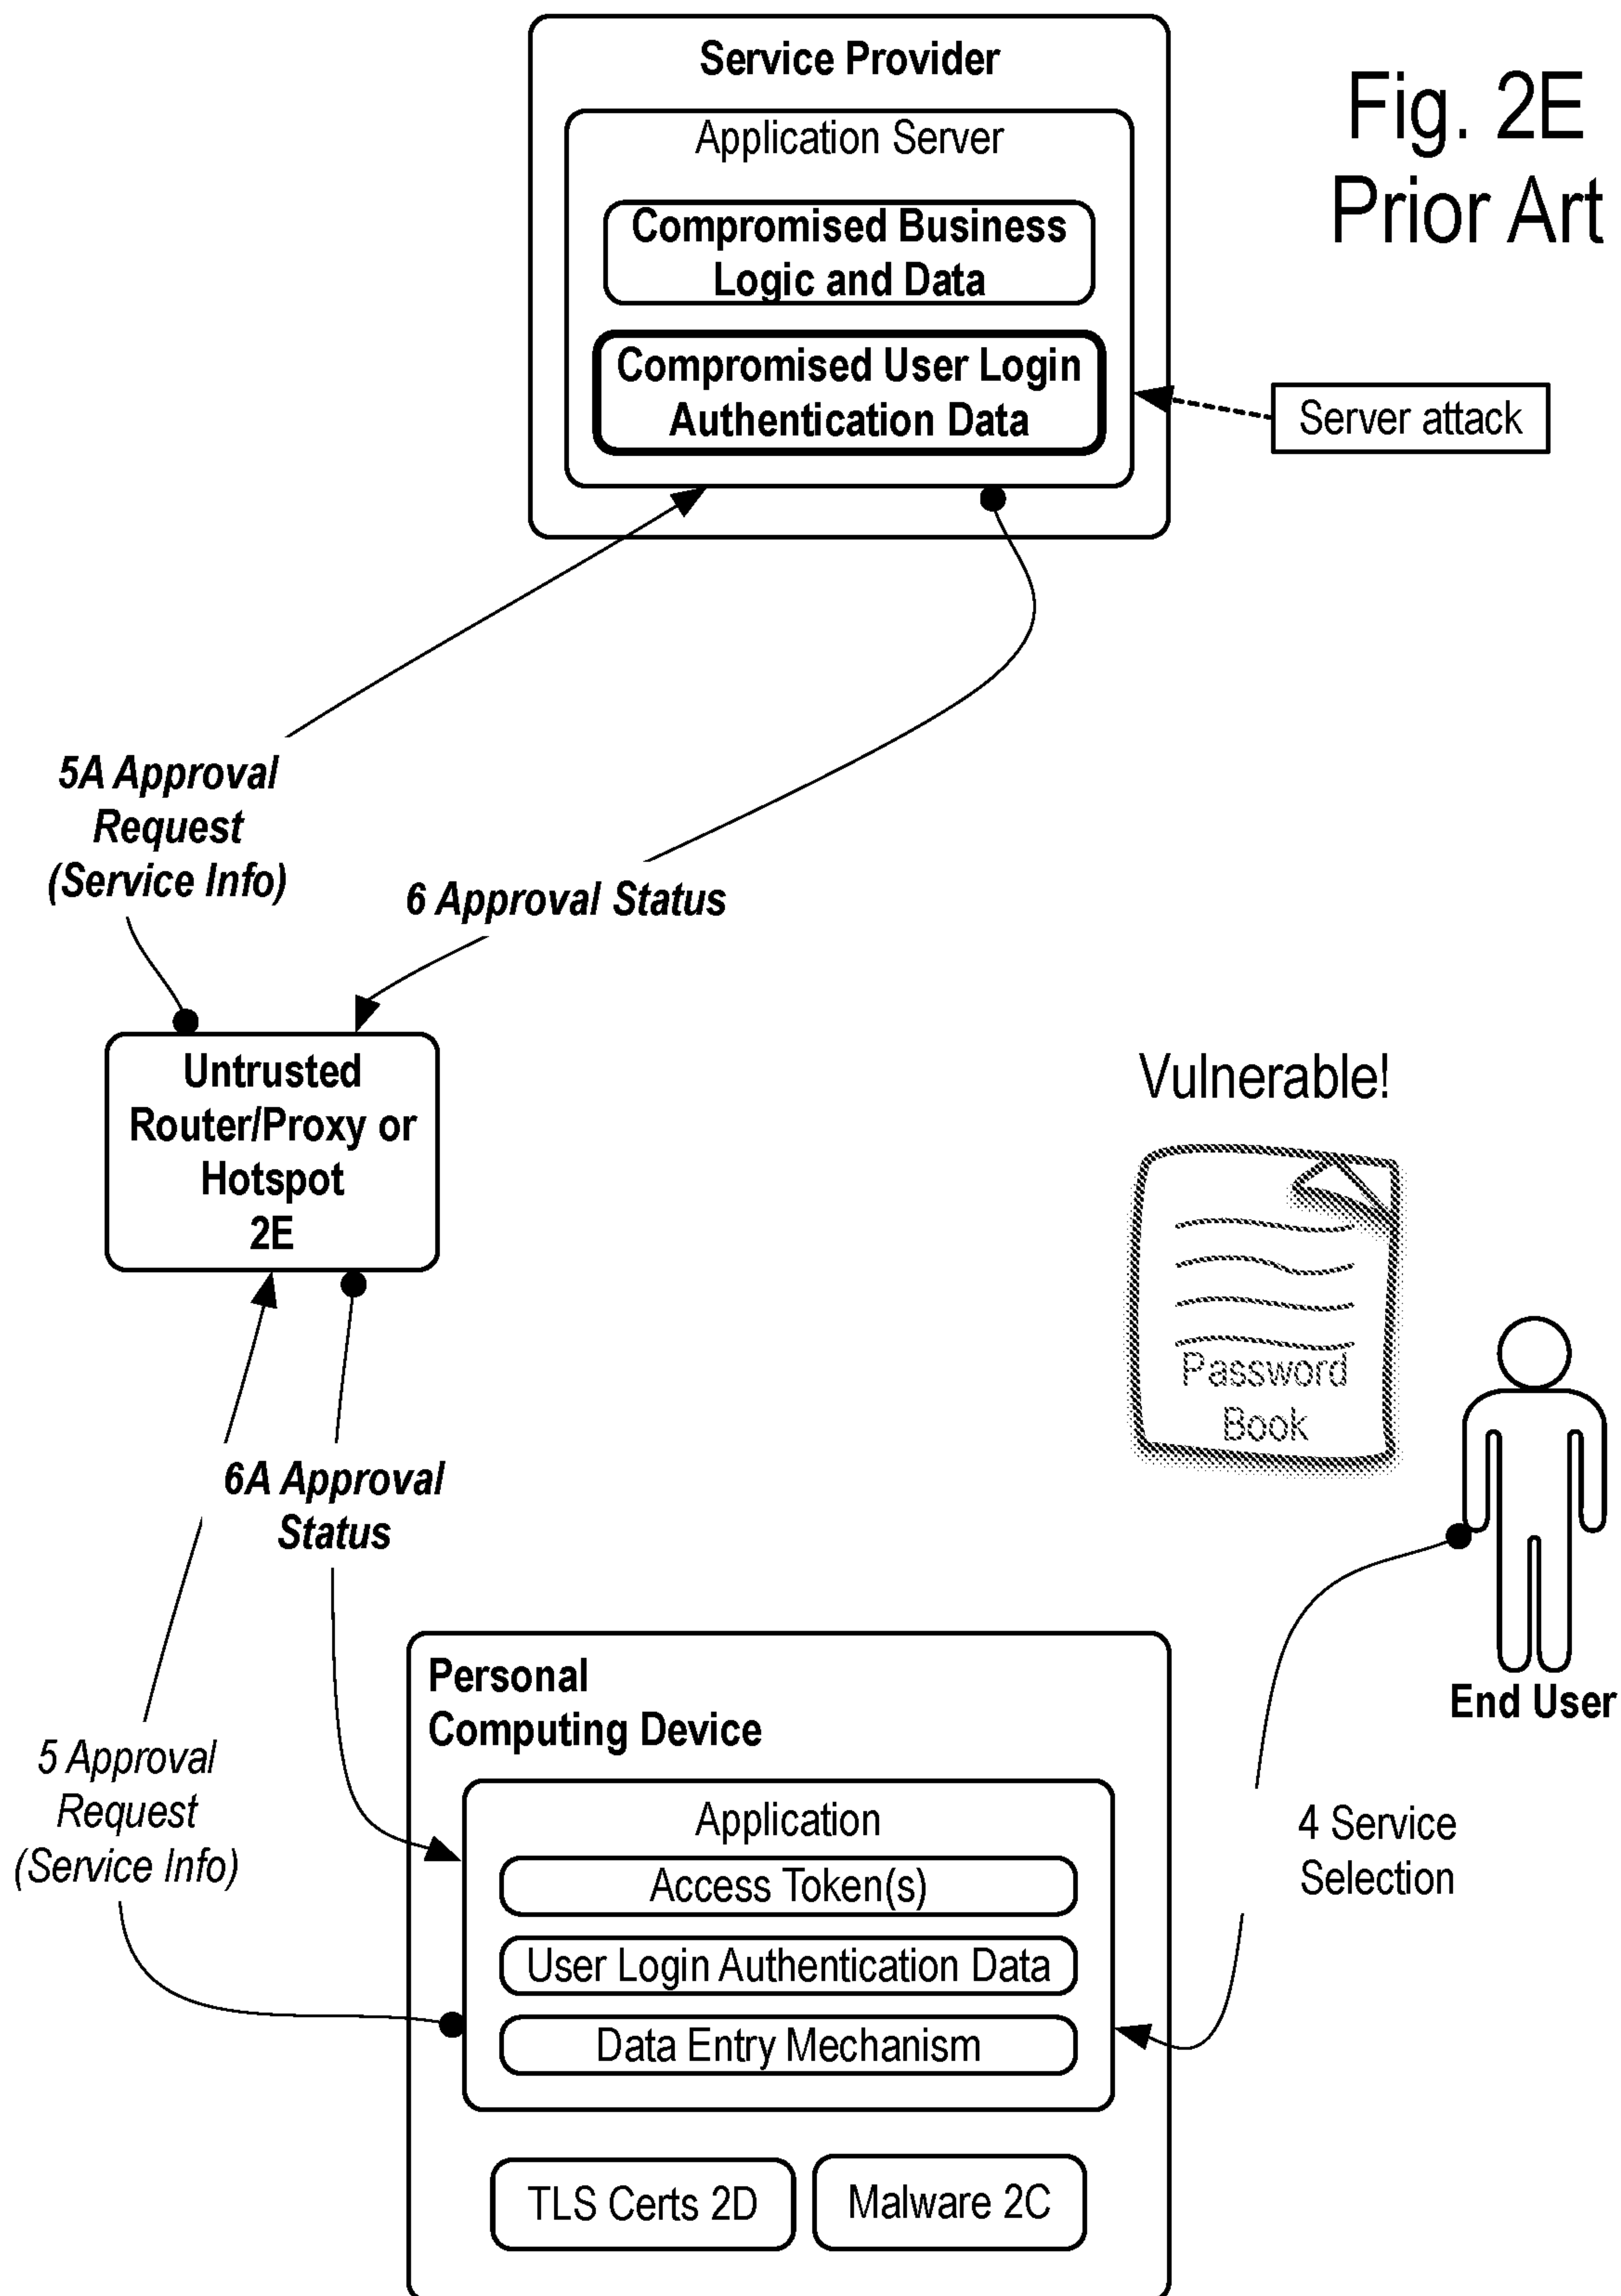 Service Provider
Application Server
Compromised Business
Logic and Data
Compromised User Login
Authentication Data
Fig. 2E
Prior Art
Server attack
5A Approval
Request
(Service Info)
6 Approval Status
Untrusted
Router/Proxy or
Hotspot
2E
Vulnerable!
Password
Book
End User
6A Approval
Status
5 Approval
Request
(Service Info)
4 Service
Selection
Personal
Computing Device
Application
Access Token(s)
User Login Authentication Data
Data Entry Mechanism
TLS Certs 2D
Malware 2C